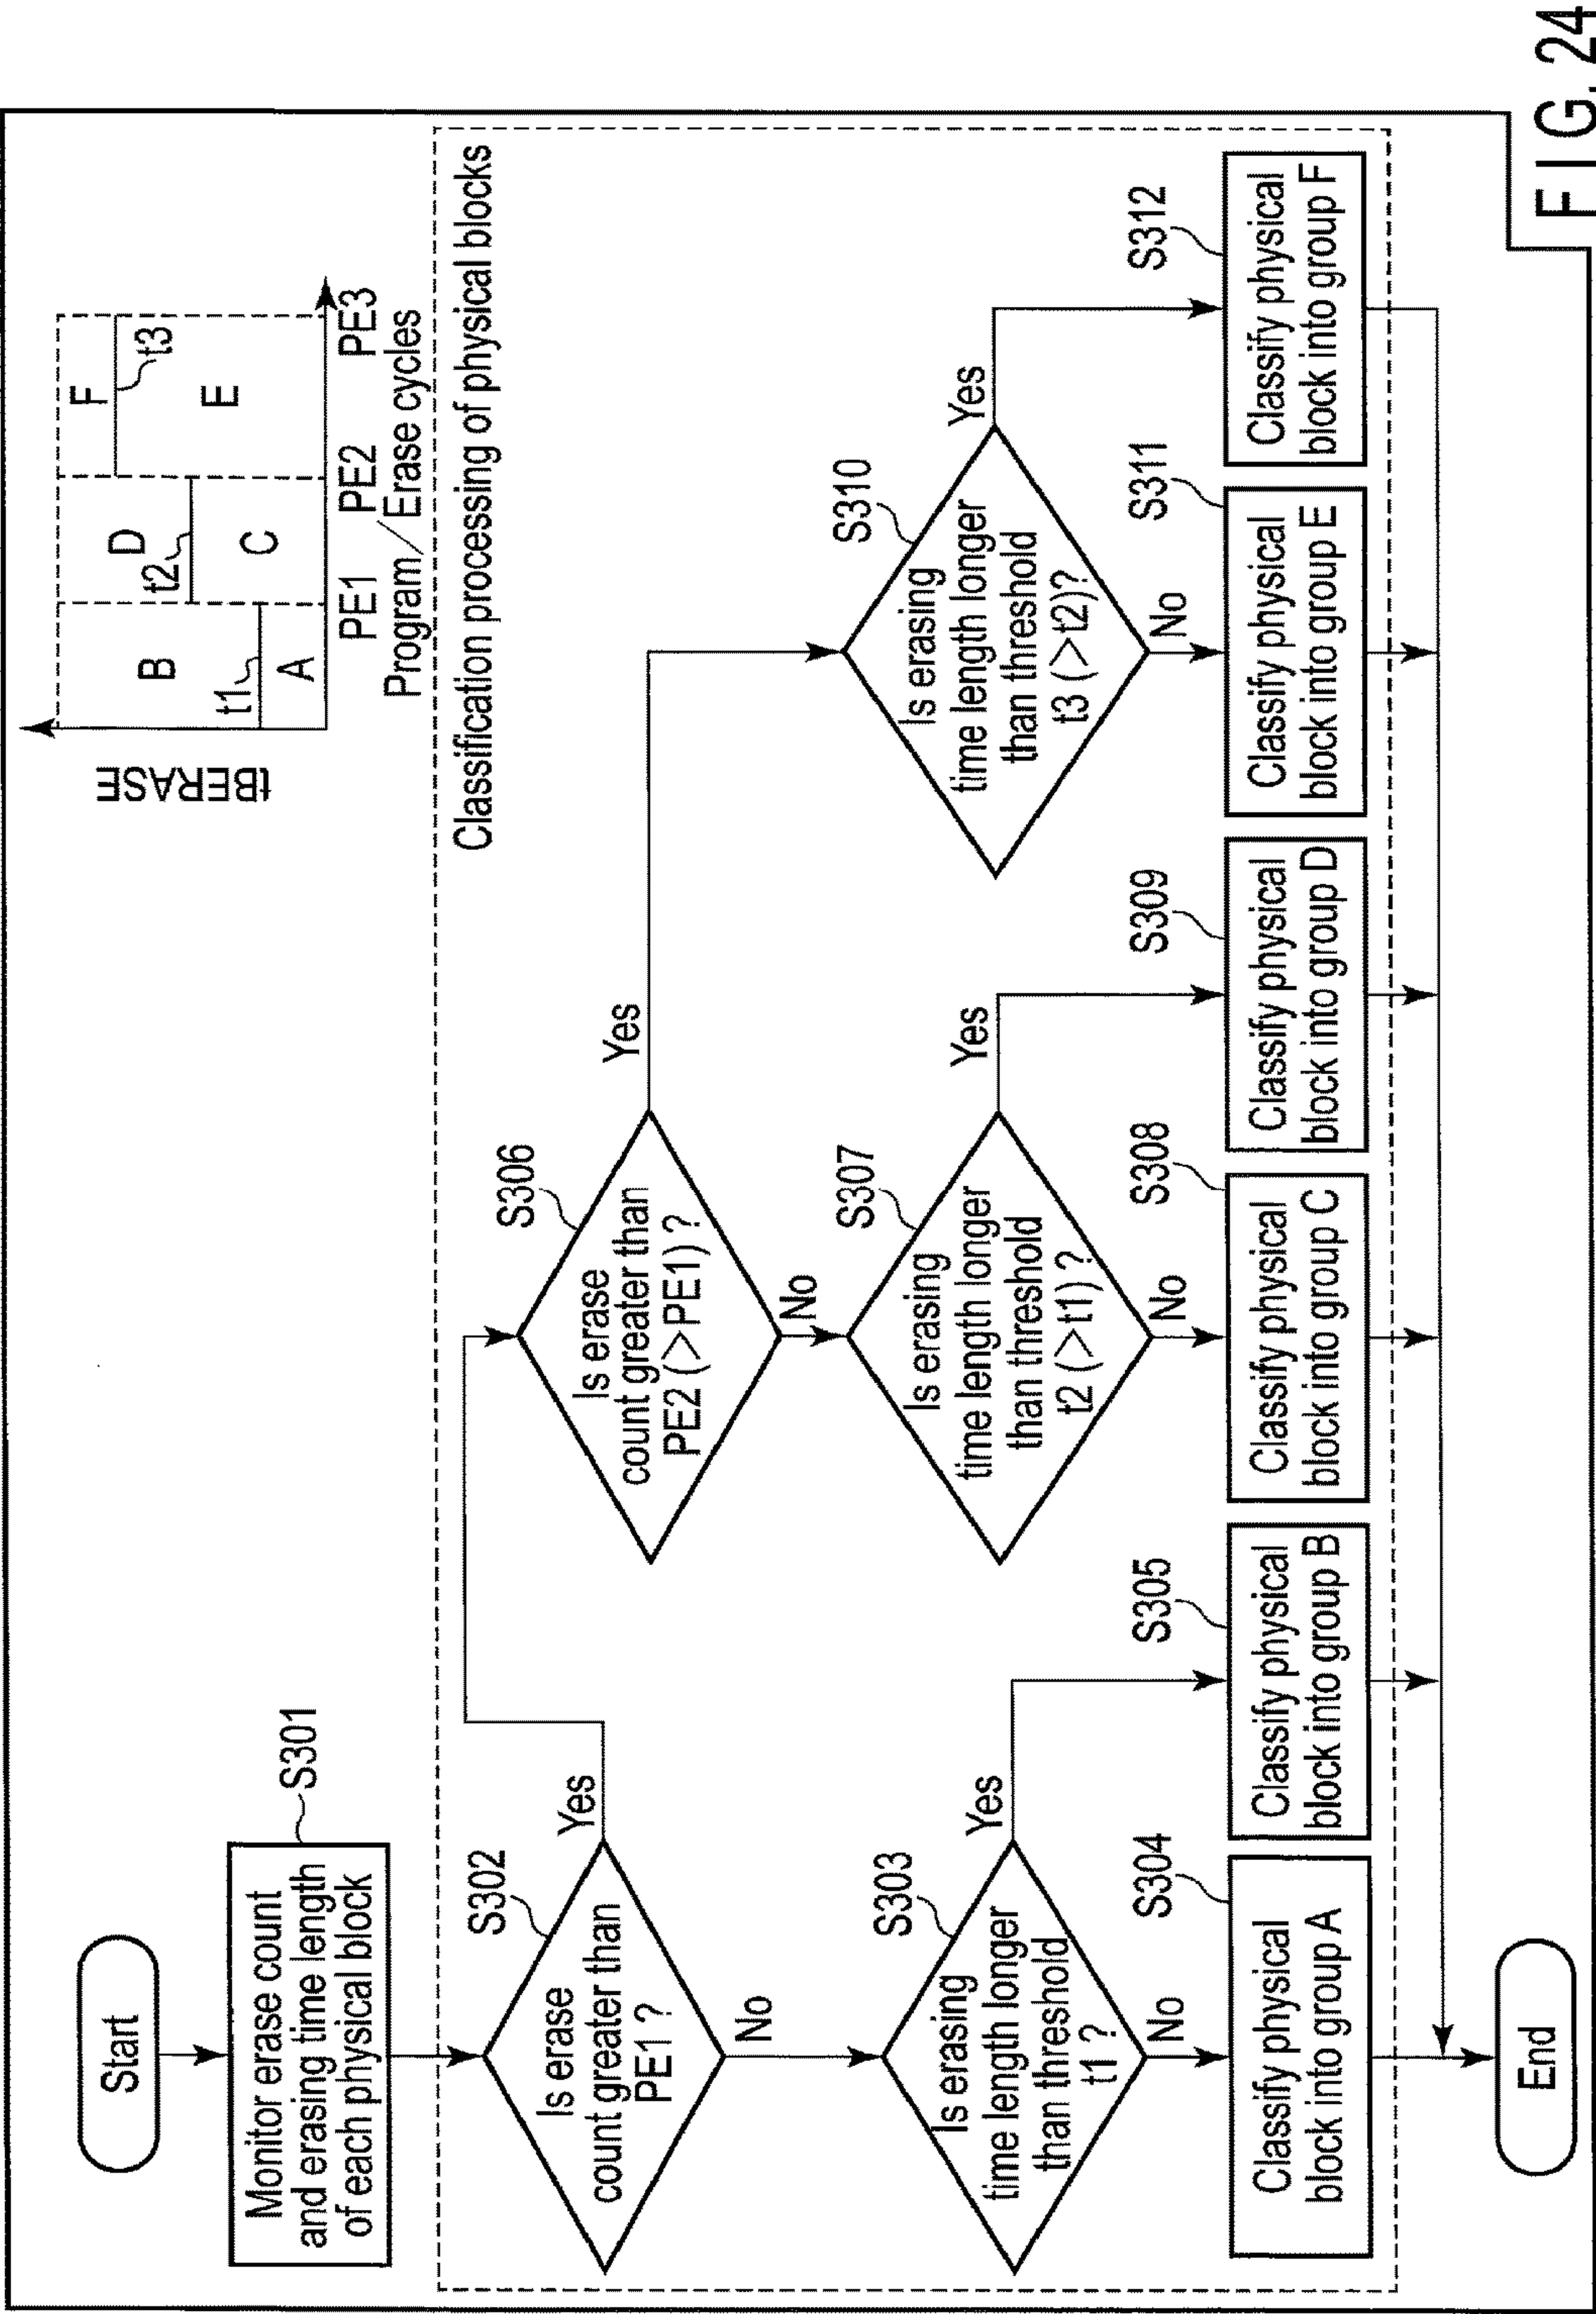 Start
Monitor erase count
and erasing time length
of each physical block
S301
tBERASE
B
t1
A
D
t2
C
F
t3
E
PE1
PE2
PE3
Program/Erase cycles
Classification processing of physical blocks
S302
Is erase
count greater than
PE1 ?
Yes
No
S306
Is erase
count greater than
PE2 (>PE1) ?
Yes
No
S303
Is erasing
time length longer
than threshold
t1 ?
Yes
No
S307
Is erasing
time length longer
than threshold
t2 (>t1) ?
Yes
No
S310
Is erasing
time length longer
than threshold
t3 (>t2)?
Yes
No
S304
Classify physical
block into group A
S305
Classify physical
block into group B
S308
Classify physical
block into group C
S309
Classify physical
block into group D
S311
Classify physical
block into group E
S312
Classify physical
block into group F
End
FIG. 24